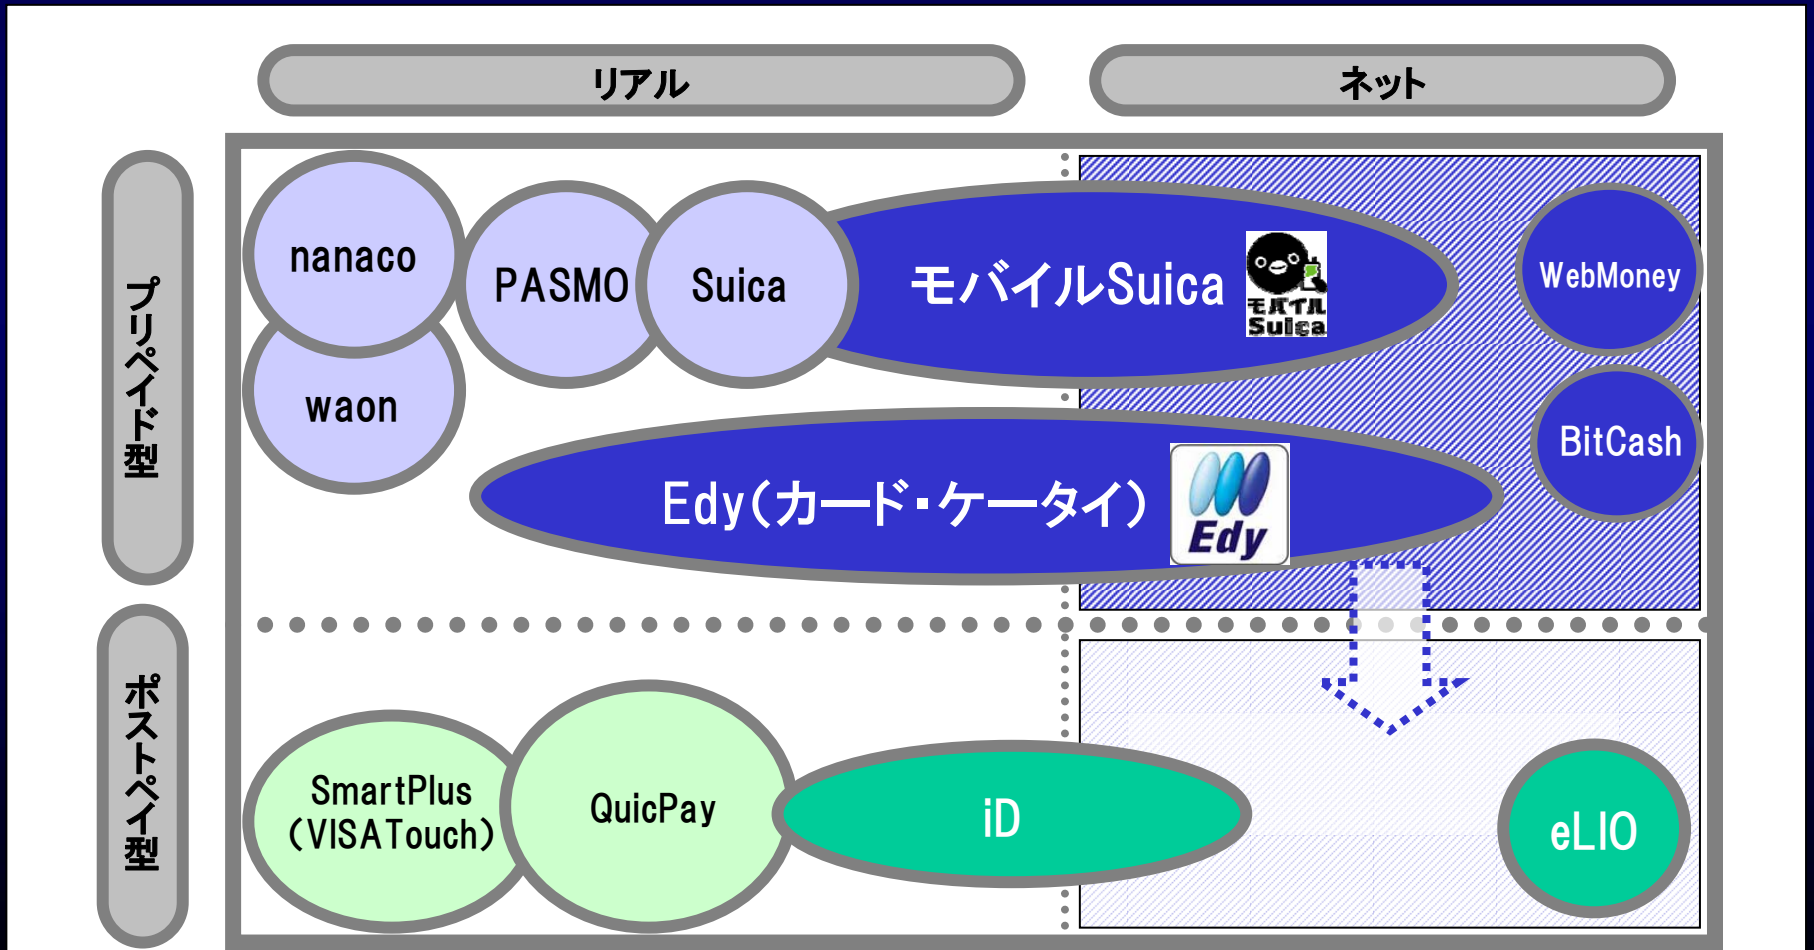 リアル
ネット
プリペイド型
nanaco
PASMO
Suica
モバイルSuica
モバイル
Suica
WebMoney
waon
BitCash
Edy(カード・ケータイ)
Edy
ポストペイ型
SmartPlus
(VISATouch)
QuicPay
iD
eLIO